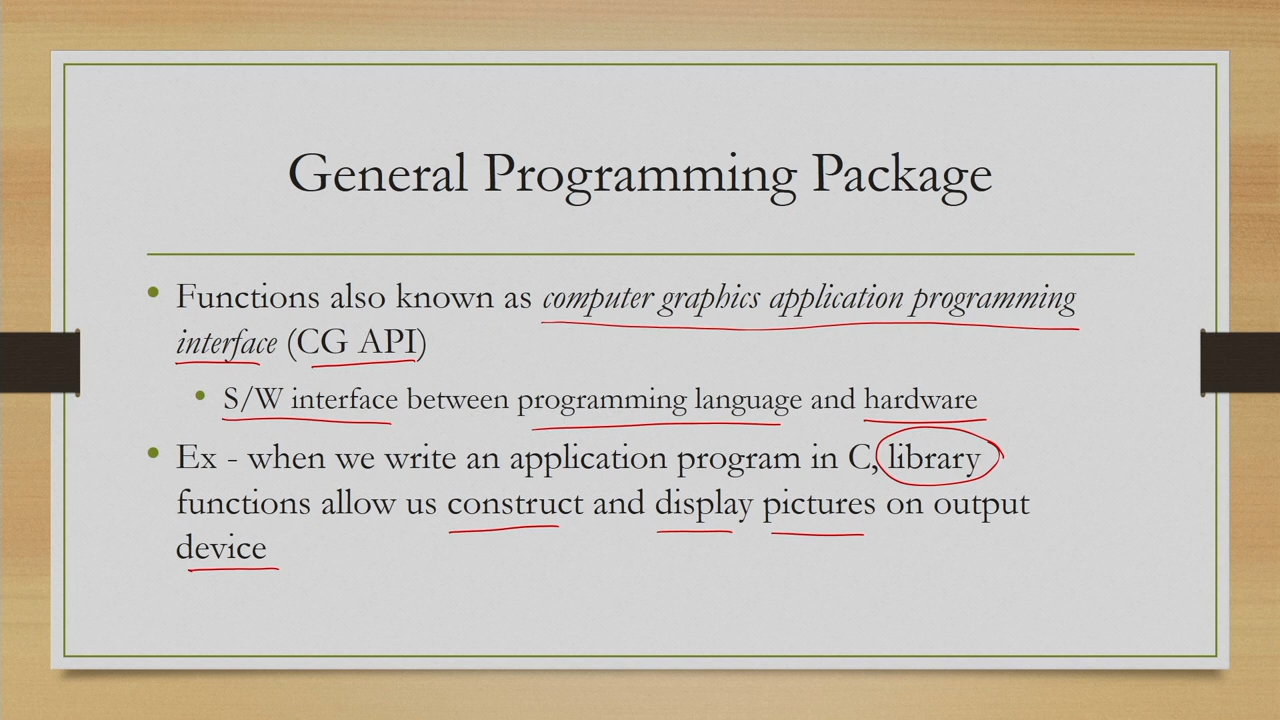 General Programming Package
• Functions also known as computer graphics application programming
interface (CG API)
• S/W interface between programming language and hardware
• Ex - when we write an application program in C, library
functions allow us construct and display pictures on output
device